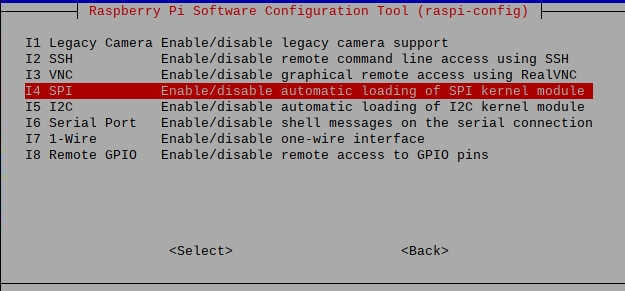 Raspberry Pi Software Configuration Tool (raspi-config)
I1 Legacy Camera Enable/disable legacy camera support
I2 SSH Enable/disable remote command line access using SSH
I3 VNC Enable/disable graphical remote access using RealVNC
I4 SPI Enable/disable automatic loading of SPI kernel module
I5 I2C Enable/disable automatic loading of I2C kernel module
I6 Serial Port Enable/disable shell messages on the serial connection
I7 1-Wire Enable/disable one-wire interface
I8 Remote GPIO Enable/disable remote access to GPIO pins
<Select> <Back>